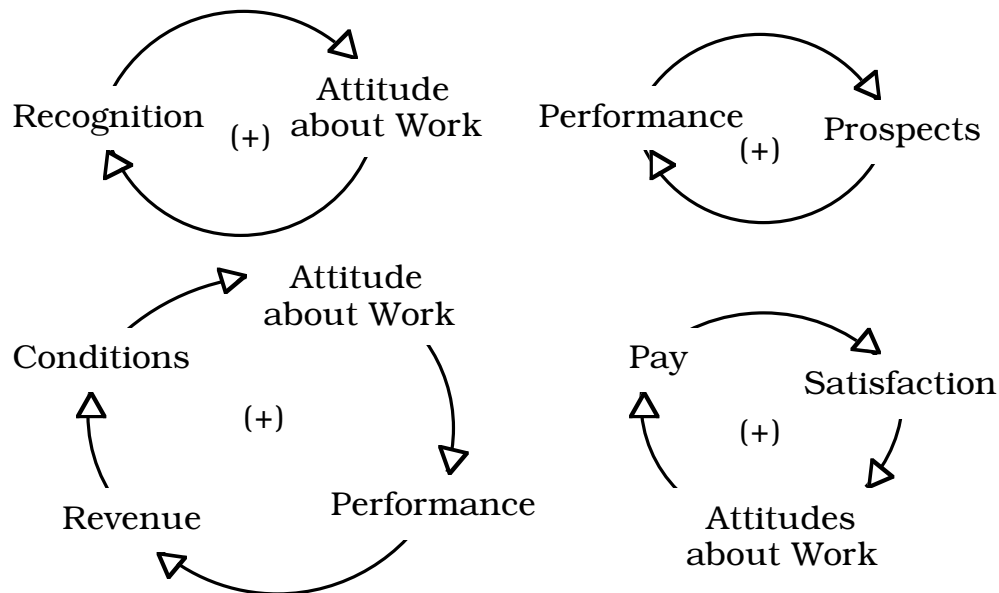 Recognition
(+)
Attitude
about Work
Performance
(+)
Prospects
Attitude
about Work
Conditions
(+)
Revenue
Performance
Pay
Satisfaction
(+)
Attitudes
about Work